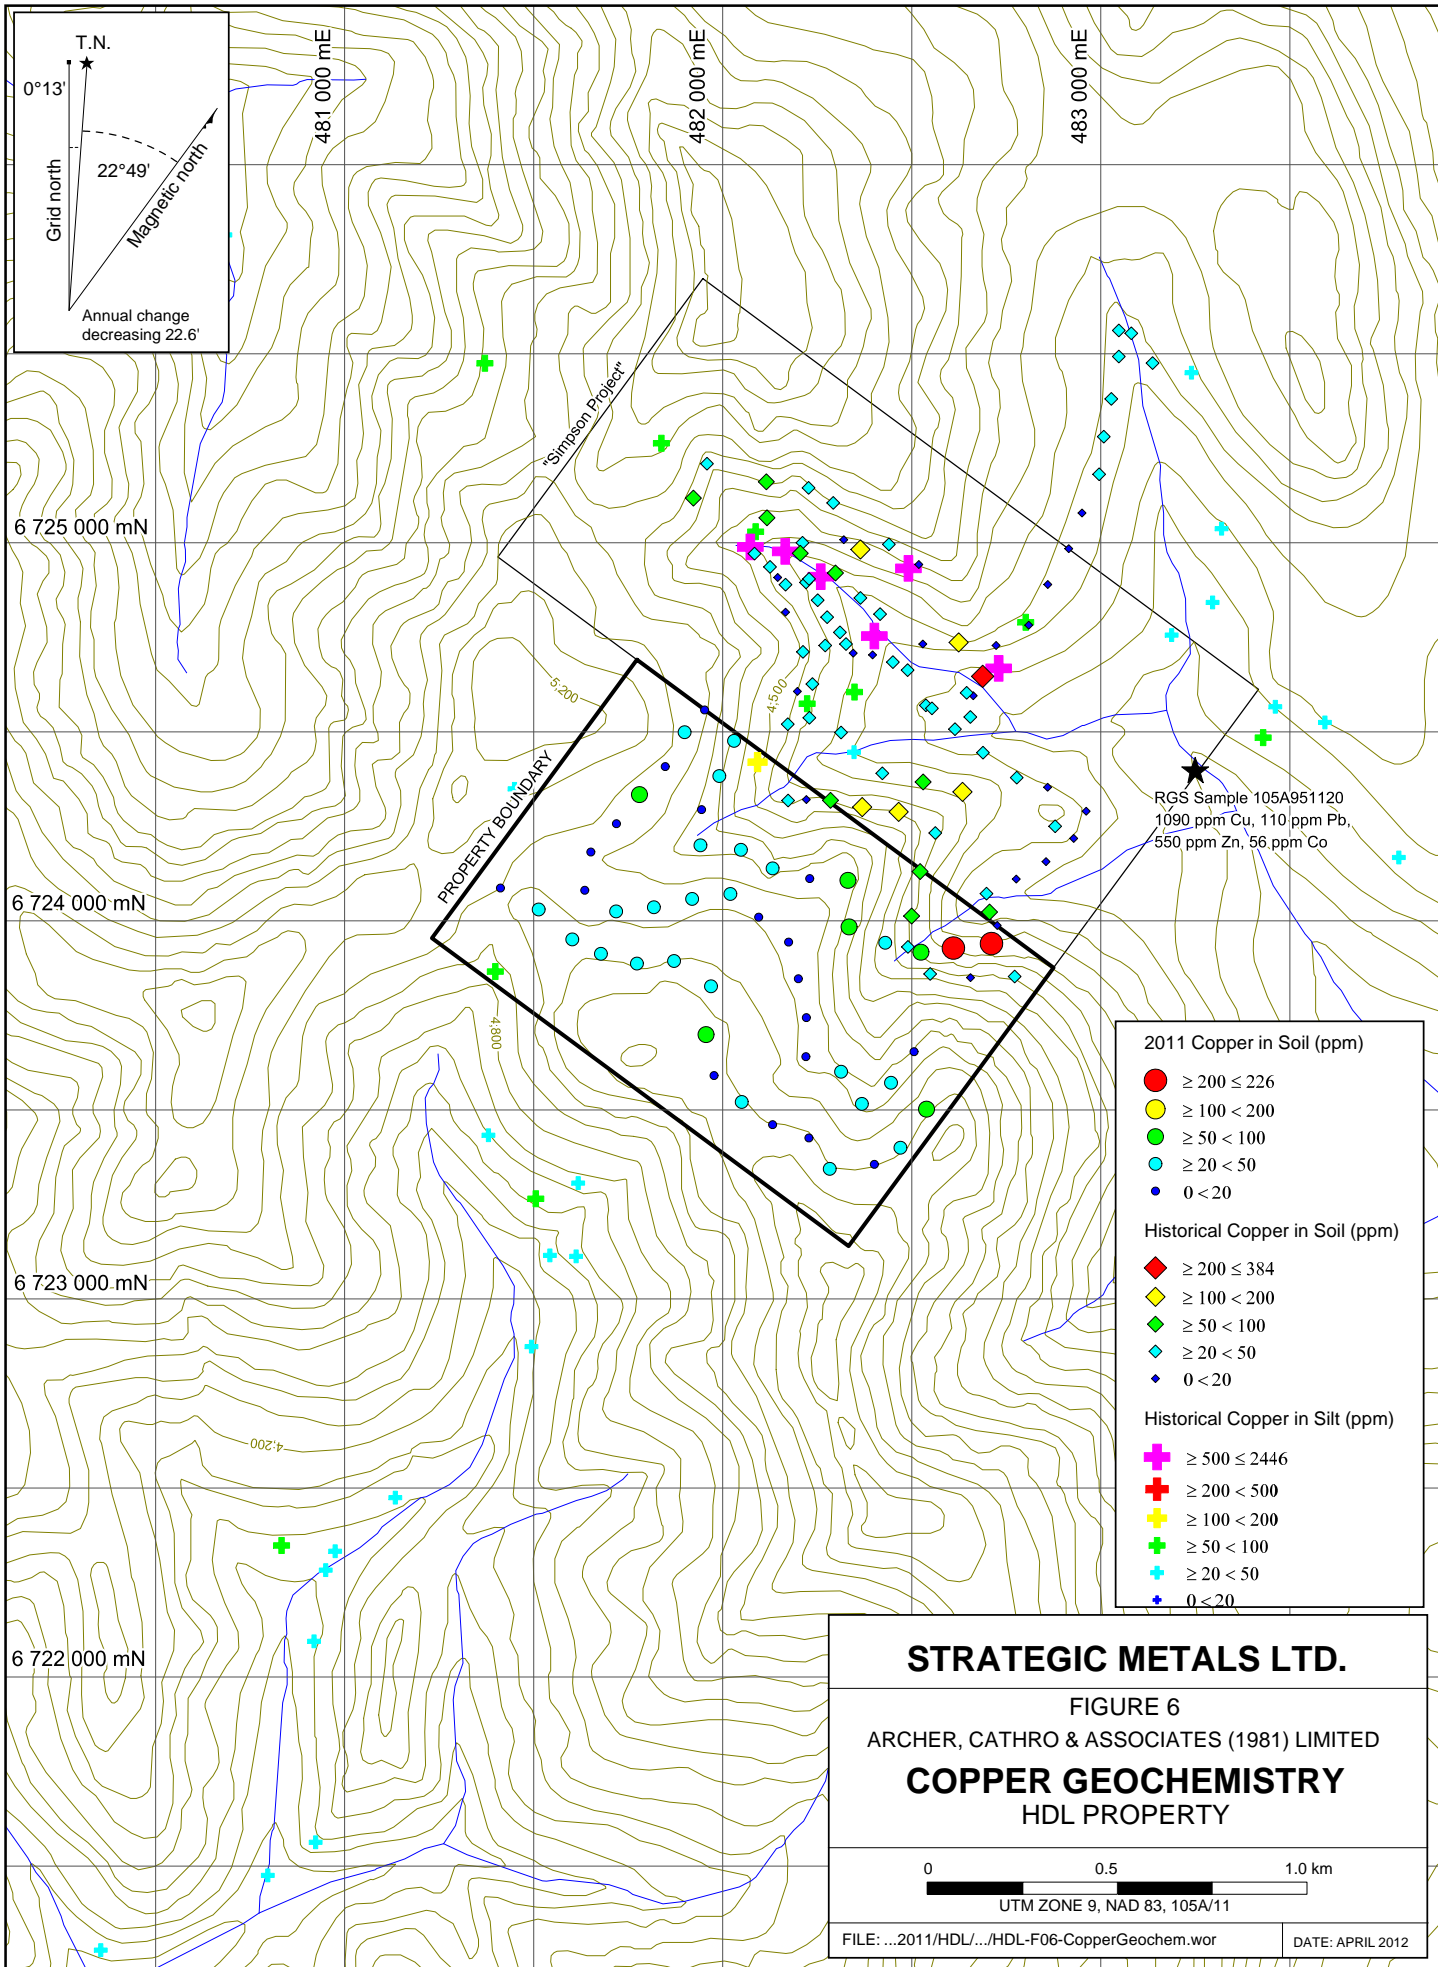 T.N.
0°13'
22°49'
Grid north
Magnetic north
Annual change
decreasing 22.6'
481 000 mE
482 000 mE
483 000 mE
"Simpson Project"
6 725 000 mN
5,200
4,500
PROPERTY BOUNDARY
RGS Sample 105A951120
1090 ppm Cu, 110 ppm Pb,
550 ppm Zn, 56 ppm Co
6 724 000 mN
4,800
6 723 000 mN
4,200
6 722 000 mN
2011 Copper in Soil (ppm)
≥ 200 ≤ 226
≥ 100 < 200
≥ 50 < 100
≥ 20 < 50
0 < 20
Historical Copper in Soil (ppm)
≥ 200 ≤ 384
≥ 100 < 200
≥ 50 < 100
≥ 20 < 50
0 < 20
Historical Copper in Silt (ppm)
≥ 500 ≤ 2446
≥ 200 < 500
≥ 100 < 200
≥ 50 < 100
≥ 20 < 50
0 < 20
STRATEGIC METALS LTD.
FIGURE 6
ARCHER, CATHRO & ASSOCIATES (1981) LIMITED
COPPER GEOCHEMISTRY
HDL PROPERTY
0 0.5 1.0 km
UTM ZONE 9, NAD 83, 105A/11
FILE: ...2011/HDL/.../HDL-F06-CopperGeochem.wor
DATE: APRIL 2012